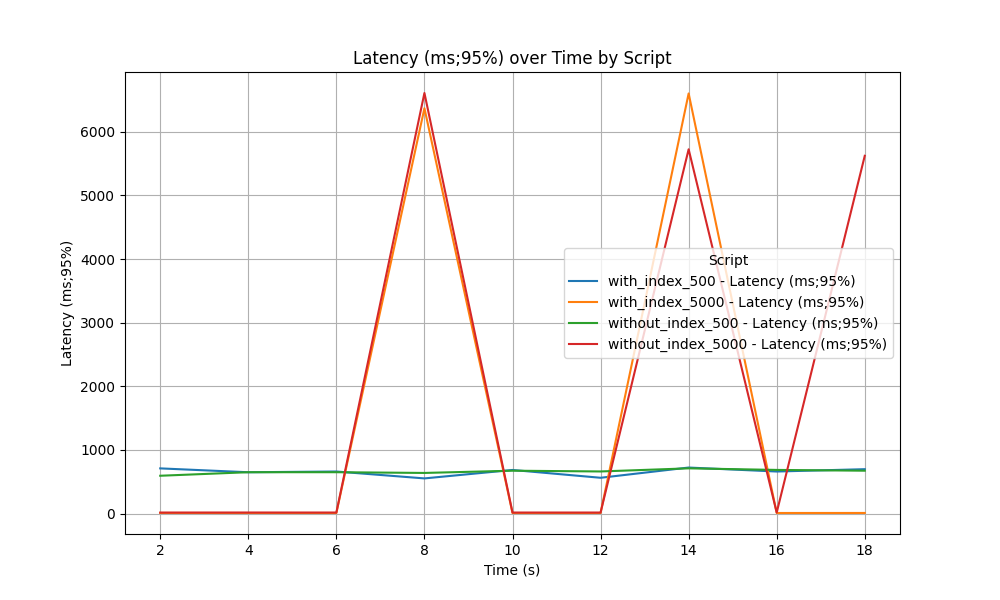 Latency (ms;95%) over Time by Script
6000
5000
4000
3000
2000
1000
0
Latency (ms;95%)
Script
with_index_500 - Latency (ms;95%)
with_index_5000 - Latency (ms;95%)
without_index_500 - Latency (ms;95%)
without_index_5000 - Latency (ms;95%)
2 4 6 8 10 12 14 16 18
Time (s)